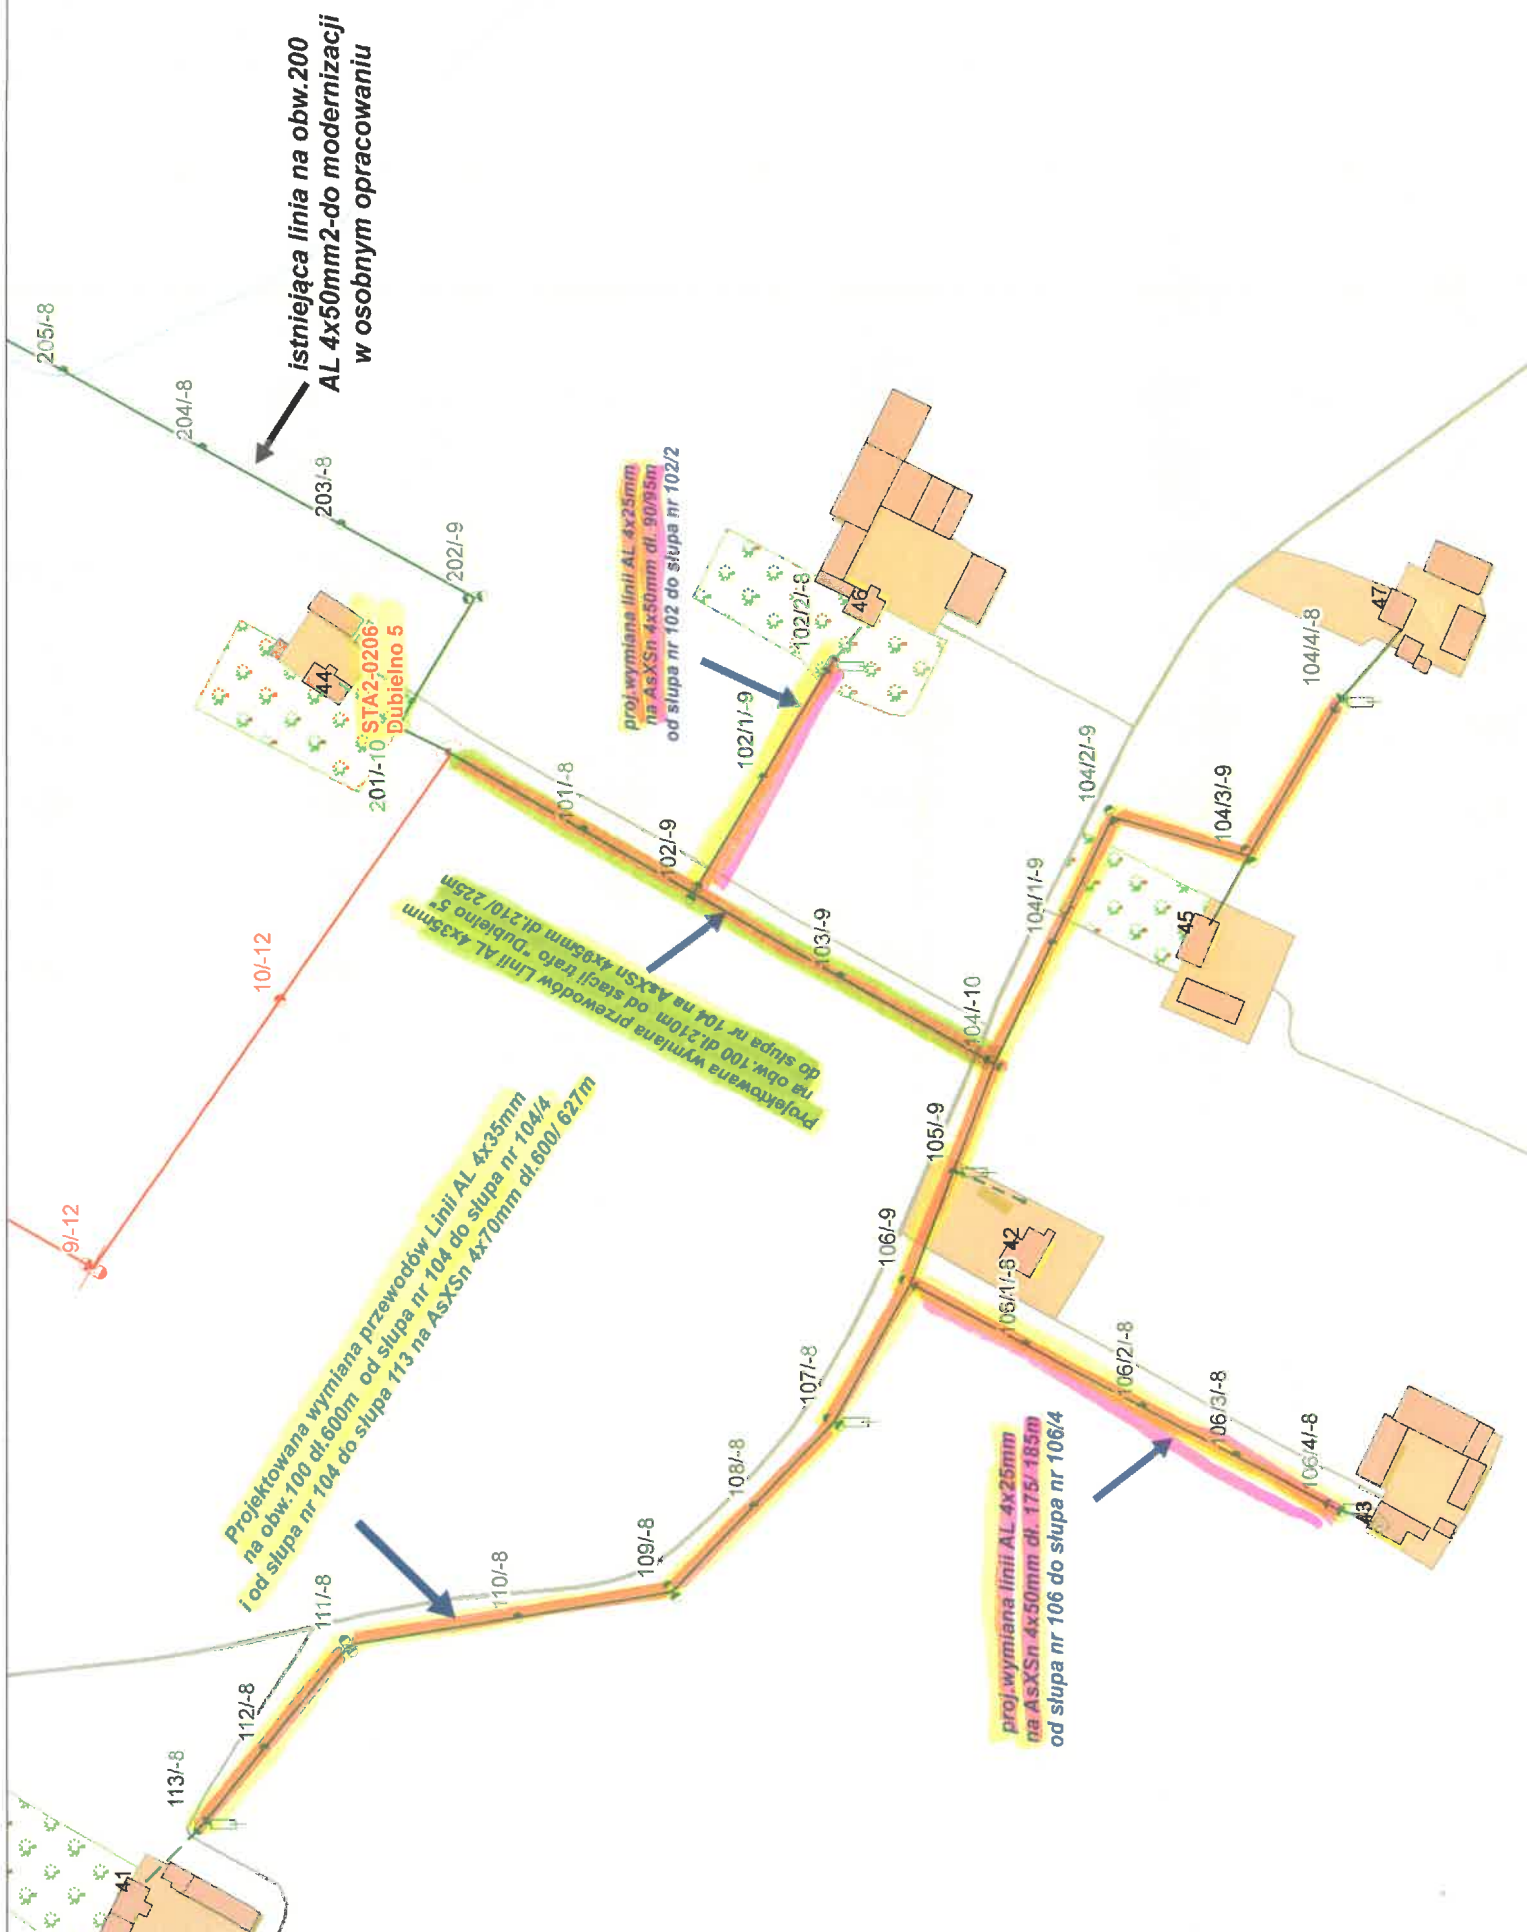 istniejąca linia na obw.200
AL 4x50mm2-do modernizacji
w osobnym opracowaniu
205/-8
204/-8
203/-8
202/-9
44
STA2-0206
Dubielno 5
201/-10
proj.wymiana linii AL 4x25mm
na AsXSn 4x50mm dł. 90/95m
od słupa nr 102 do słupa nr 102/2
101/-8
102/-9
102/1/-9
102/2/-8
46
47
104/4/-8
104/3/-9
104/2/-9
104/1/-9
45
103/-9
104/-10
10/-12
9/-12
Projektowana wymiana przewodów Linii AL 4x35mm
na obw.100 dł.210m od stacji trafo "Dubielno 5"
do słupa nr 104 na AsXSn 4x95mm dł.210/ 225m
Projektowana wymiana przewodów Linii AL 4x35mm
na obw.100 dł.600m od słupa nr 104 do słupa nr 104/4
i od słupa nr 104 do słupa 113 na AsXSn 4x70mm dł.600/ 627m
105/-9
106/-9
42
106/1/-8
106/2/-8
106/3/-8
106/4/-8
43
107/-8
108/-8
109/-8
110/-8
111/-8
112/-8
113/-8
41
proj.wymiana linii AL 4x25mm
na AsXSn 4x50mm dł. 175/ 185m
od słupa nr 106 do słupa nr 106/4